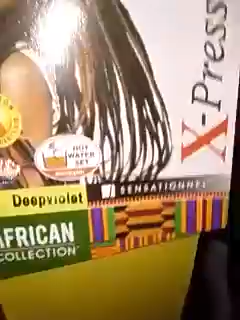 X-Press
HOT
WATER
SET
SENSATIONNEL
Deepviolet
AFRICAN
COLLECTION